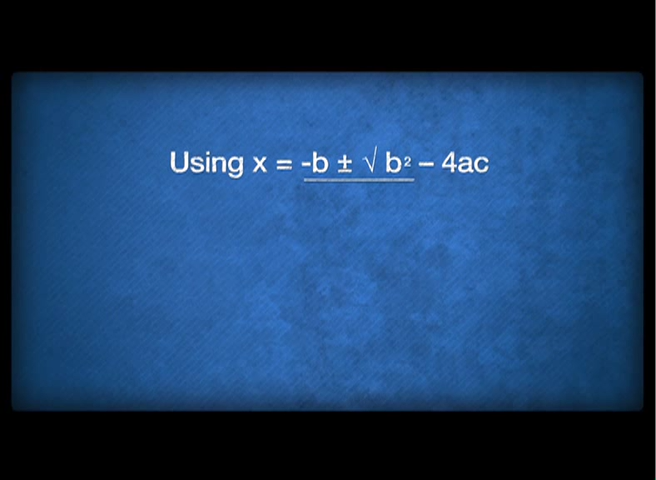 Using x = -b ± √ b² – 4ac